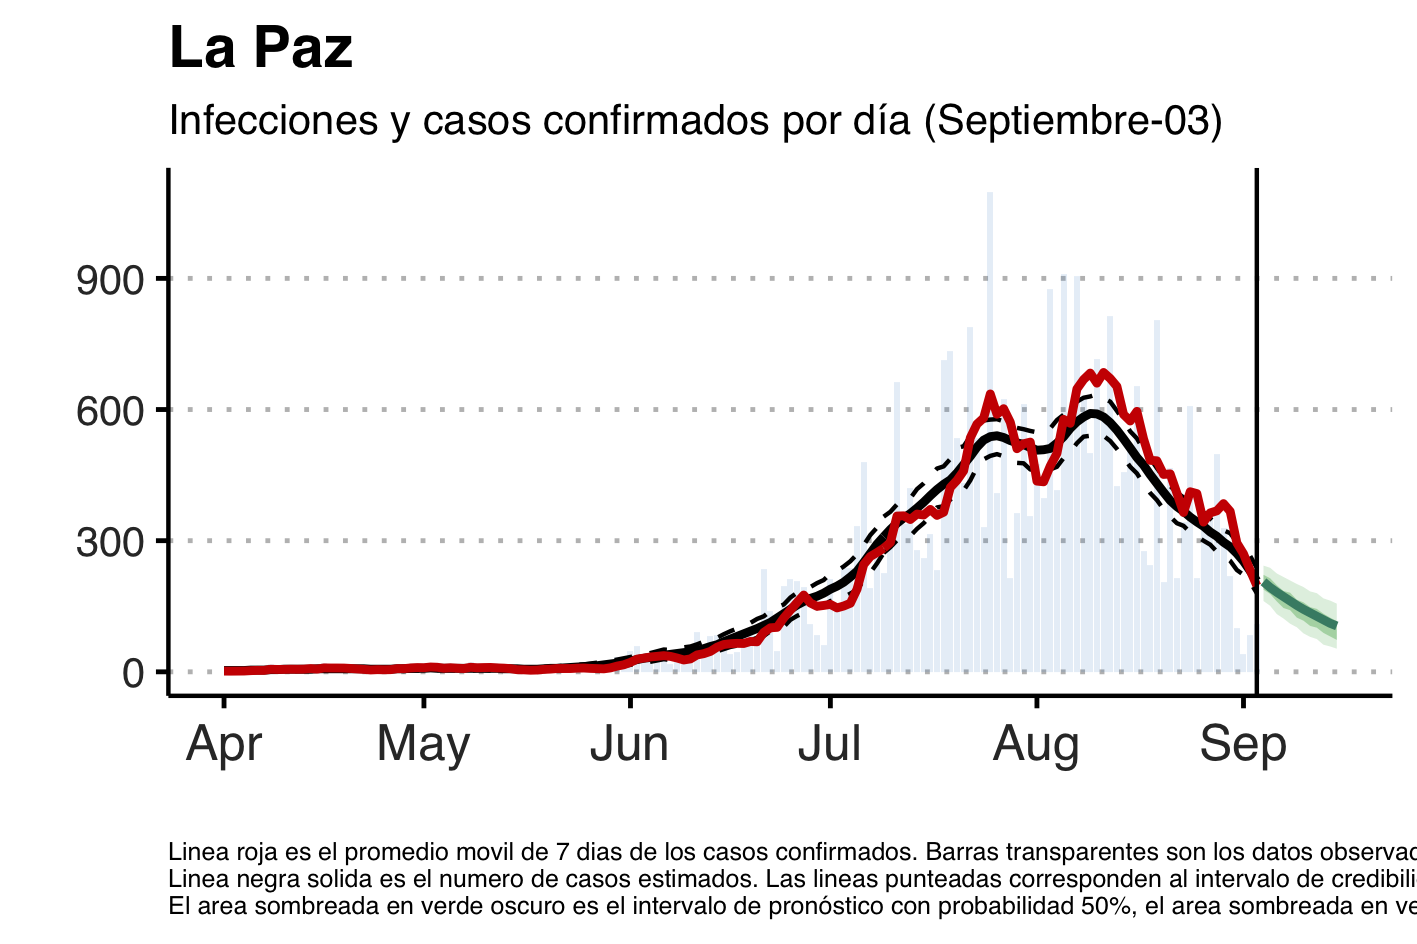 La Paz
Infecciones y casos confirmados por día (Septiembre-03)
900
600
300
0
Apr May Jun Jul Aug Sep
Linea roja es el promedio movil de 7 dias de los casos confirmados. Barras transparentes son los datos
Linea negra solida es el numero de casos estimados. Las lineas punteadas corresponden al intervalo de
El area sombreada en verde oscuro es el intervalo de pronóstico con probabilidad 50%, el area sombreada en